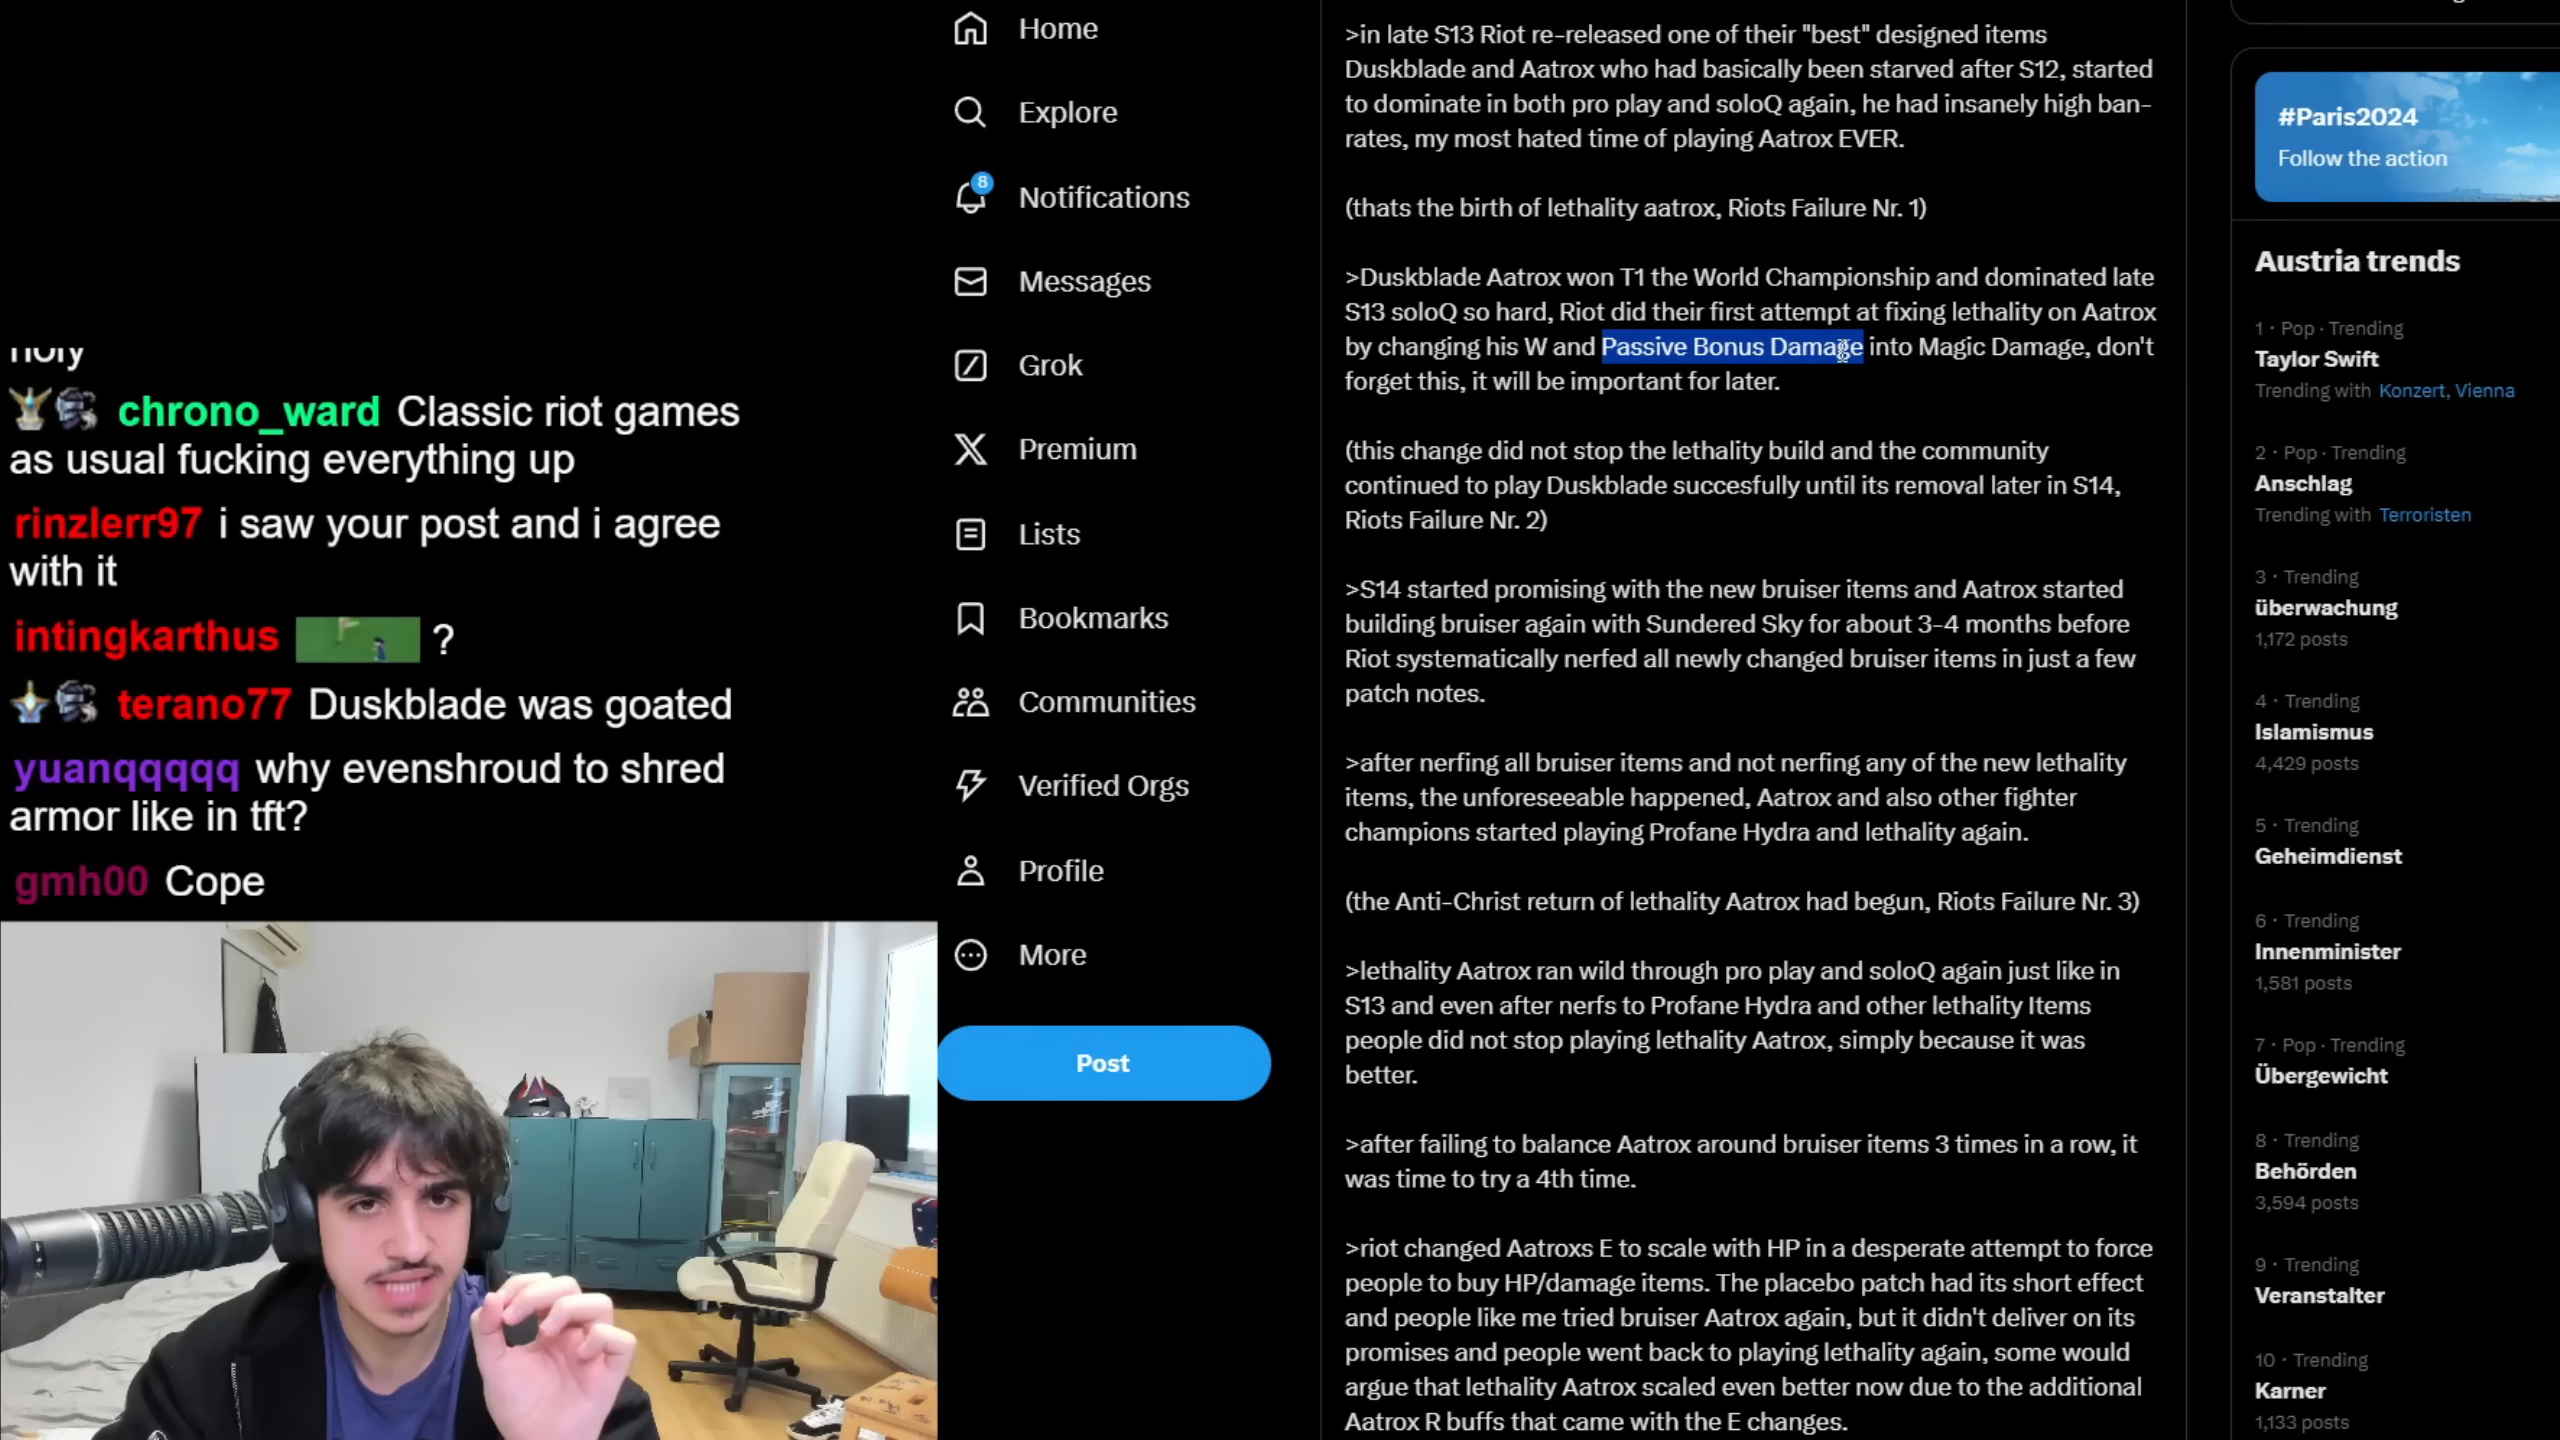 holy
chrono_ward Classic riot games
as usual fucking everything up
rinzlerr97 i saw your post and i agree
with it
intingkarthus ?
terano77 Duskblade was goated
yuanqqqqq why evenshroud to shred
armor like in tft?
gmh00 Cope
Home
Explore
8
Notifications
Messages
Grok
Premium
Lists
Bookmarks
Communities
Verified Orgs
Profile
More
Post
>in late S13 Riot re-released one of their "best" designed items
Duskblade and Aatrox who had basically been starved after S12, started
to dominate in both pro play and soloQ again, he had insanely high ban-
rates, my most hated time of playing Aatrox EVER.
(thats the birth of lethality aatrox, Riots Failure Nr. 1)
>Duskblade Aatrox won T1 the World Championship and dominated late
S13 soloQ so hard, Riot did their first attempt at fixing lethality on Aatrox
by changing his W and Passive Bonus Damage into Magic Damage, don't
forget this, it will be important for later.
(this change did not stop the lethality build and the community
continued to play Duskblade succesfully until its removal later in S14,
Riots Failure Nr. 2)
>S14 started promising with the new bruiser items and Aatrox started
building bruiser again with Sundered Sky for about 3-4 months before
Riot systematically nerfed all newly changed bruiser items in just a few
patch notes.
>after nerfing all bruiser items and not nerfing any of the new lethality
items, the unforeseeable happened, Aatrox and also other fighter
champions started playing Profane Hydra and lethality again.
(the Anti-Christ return of lethality Aatrox had begun, Riots Failure Nr. 3)
>lethality Aatrox ran wild through pro play and soloQ again just like in
S13 and even after nerfs to Profane Hydra and other lethality Items
people did not stop playing lethality Aatrox, simply because it was
better.
>after failing to balance Aatrox around bruiser items 3 times in a row, it
was time to try a 4th time.
>riot changed Aatroxs E to scale with HP in a desperate attempt to force
people to buy HP/damage items. The placebo patch had its short effect
and people like me tried bruiser Aatrox again, but it didn't deliver on its
promises and people went back to playing lethality again, some would
argue that lethality Aatrox scaled even better now due to the additional
Aatrox R buffs that came with the E changes.
#Paris2024
Follow the action
Austria trends
1 · Pop · Trending
Taylor Swift
Trending with Konzert, Vienna
2 · Pop · Trending
Anschlag
Trending with Terroristen
3 · Trending
überwachung
1,172 posts
4 · Trending
Islamismus
4,429 posts
5 · Trending
Geheimdienst
6 · Trending
Innenminister
1,581 posts
7 · Pop · Trending
Übergewicht
8 · Trending
Behörden
3,594 posts
9 · Trending
Veranstalter
10 · Trending
Karner
1,133 posts